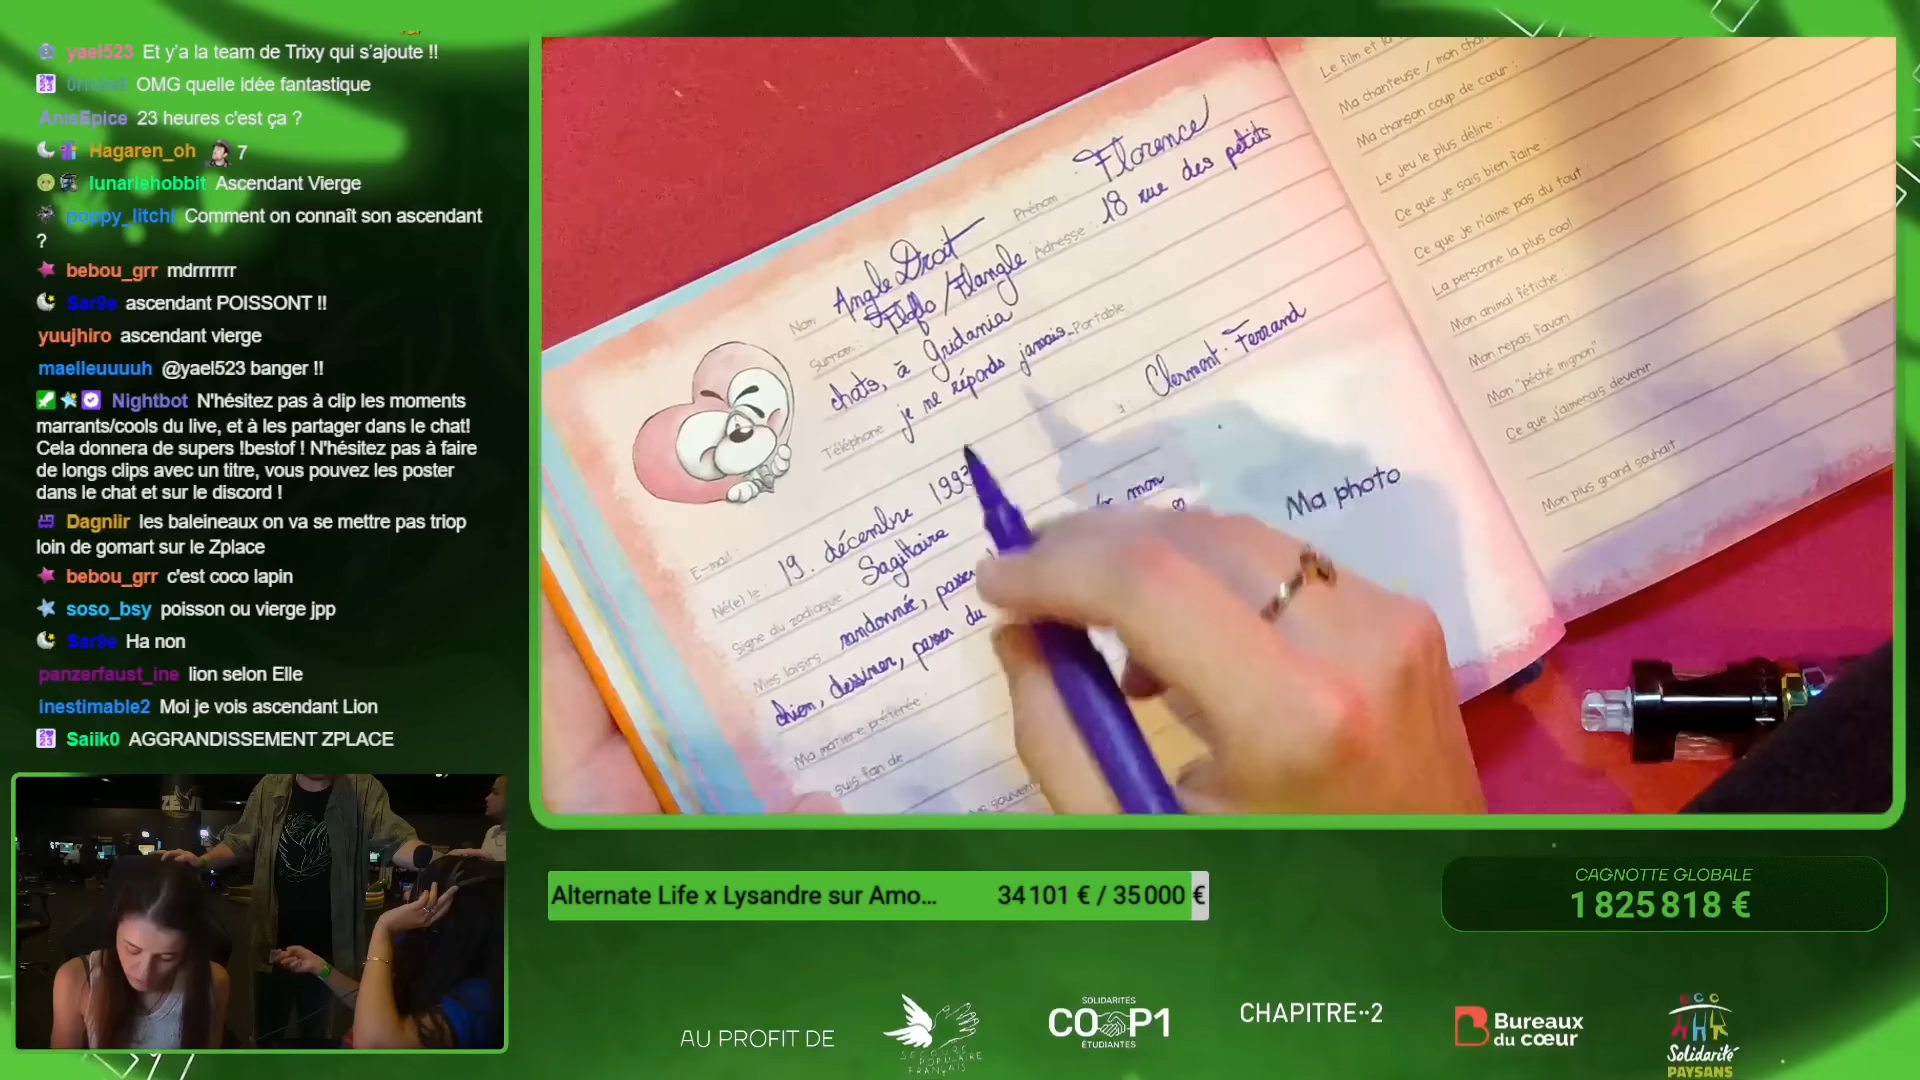 yael523 Et y'a la team de Trixy qui s'ajoute !!
OMG quelle idée fantastique
AnisEpice 23 heures c'est ça ?
Hagaren_oh 7
lunariehobbit Ascendant Vierge
poppy_litchi Comment on connaît son ascendant
?
bebou_grr mdrrrrrrr
Sar9e ascendant POISSONT !!
yuujhiro ascendant vierge
maelleuuuuh @yael523 banger !!
Nightbot N'hésitez pas à clip les moments
marrants/cools du live, et à les partager dans le chat!
Cela donnera de supers !bestof ! N'hésitez pas à faire
de longs clips avec un titre, vous pouvez les poster
dans le chat et sur le discord !
Dagniir les baleineaux on va se mettre pas triop
loin de gomart sur le Zplace
bebou_grr c'est coco lapin
soso_bsy poisson ou vierge jpp
Sar9e Ha non
panzerfaust_ine lion selon Elle
inestimable2 Moi je vois ascendant Lion
Saiik0 AGGRANDISSEMENT ZPLACE
Nom Angle Droit Prénom : Florence
Surnom : Floflo / Flangle Adresse : 18 rue des petits
chats, à Gridania
Téléphone je ne réponds jamais Portable
E-mail :
Né(e) le : 19 décembre 1993 à : Clermont-Ferrand
Signe du zodiaque Sagittaire
Mes loisirs randonnée, passer mon
chien, dessiner, passer du
Ma matière préférée :
suis fan de
Ma photo
Le film et la
Ma chanteuse / mon chan
Ma chanson coup de cœur :
Le jeu le plus délire :
Ce que je sais bien faire :
Ce que je n'aime pas du tout :
La personne la plus cool
Mon animal fétiche :
Mon repas favori :
Mon "péché mignon"
Ce que j'aimerais devenir
Mon plus grand souhait
Alternate Life x Lysandre sur Amo... 34 101 € / 35 000 €
CAGNOTTE GLOBALE
1 825 818 €
AU PROFIT DE
SECOURS
POPULAIRE
FRANÇAIS
SOLIDARITÉS
COP1
ÉTUDIANTES
CHAPITRE··2
Bureaux
du cœur
Solidarité
PAYSANS